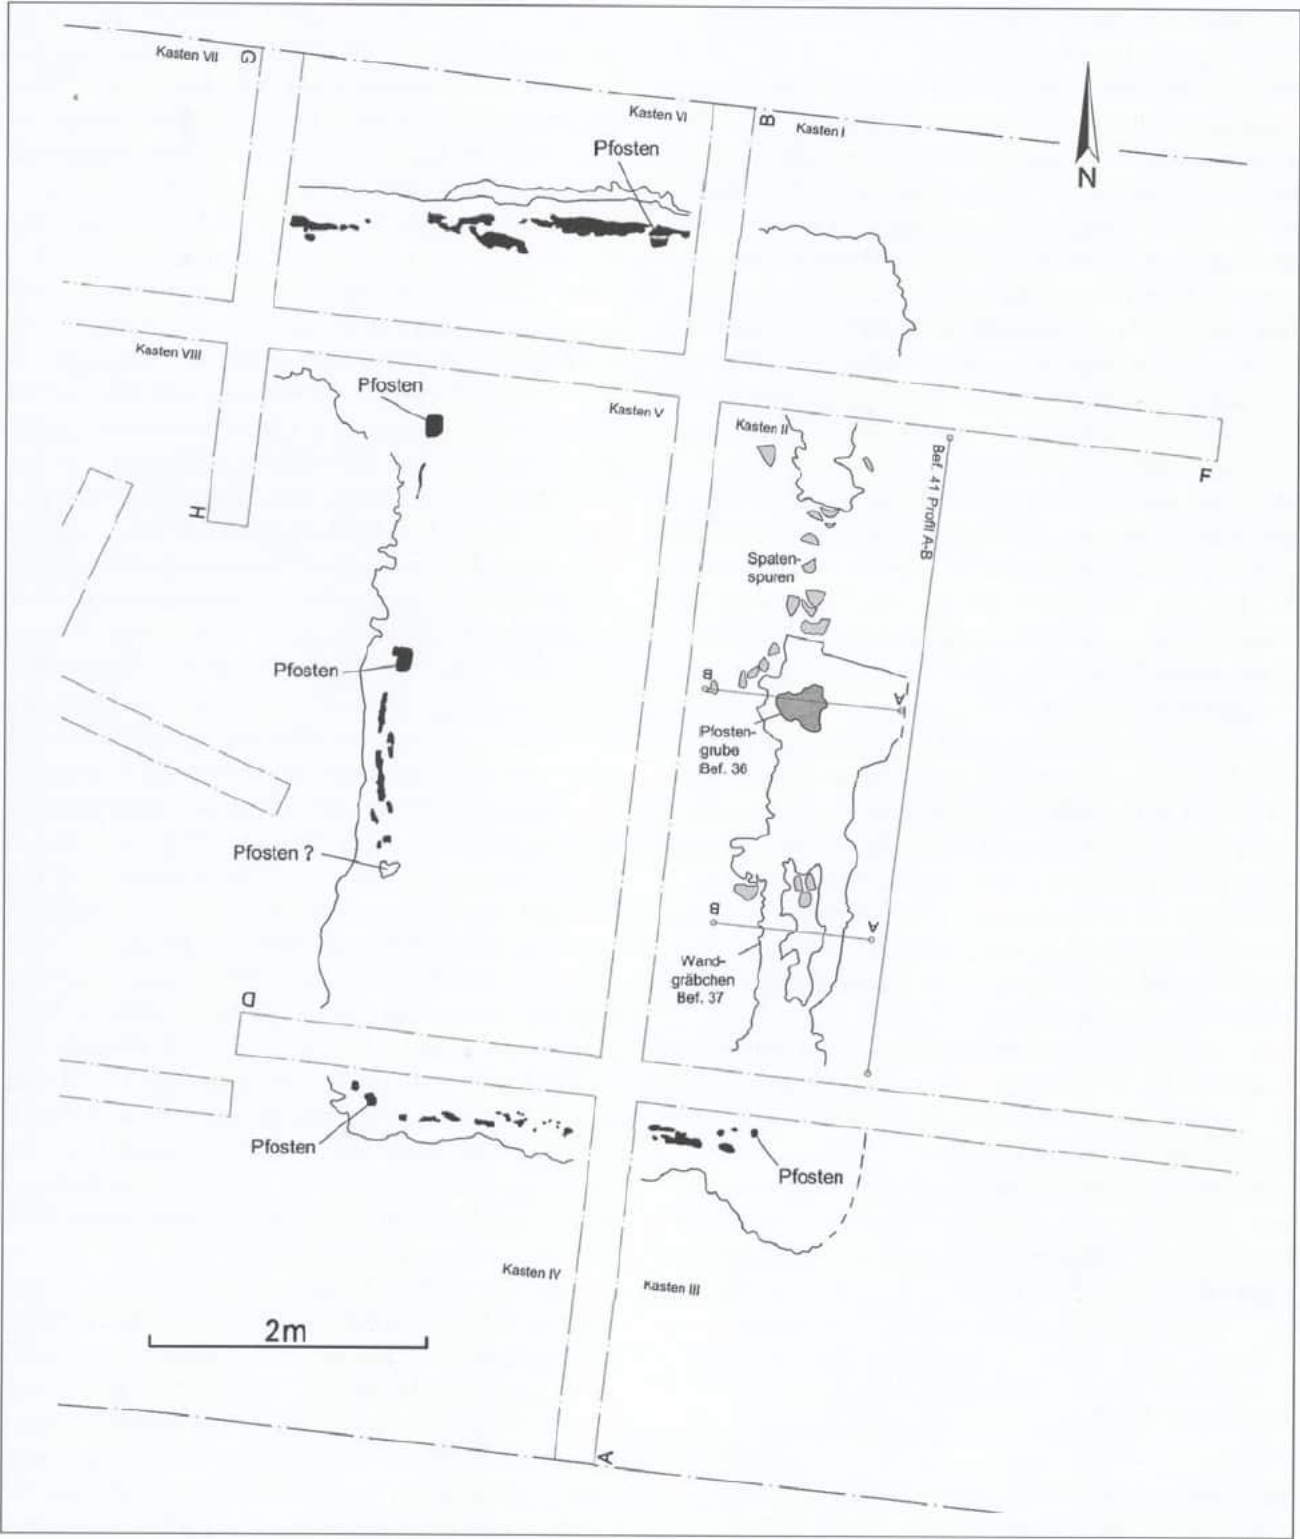 Kasten VII
G
Kasten VI
B
Kasten I
Pfosten
N
Kasten VIII
Pfosten
Kasten V
Kasten II
F
H
Bef. 41 Profil A-B
Spaten-
spuren
Pfosten
B
A
Pfosten-
grube
Bef. 36
Pfosten ?
B
A
Wand-
gräbchen
Bef. 37
D
Pfosten
Pfosten
Kasten IV
Kasten III
2m
A